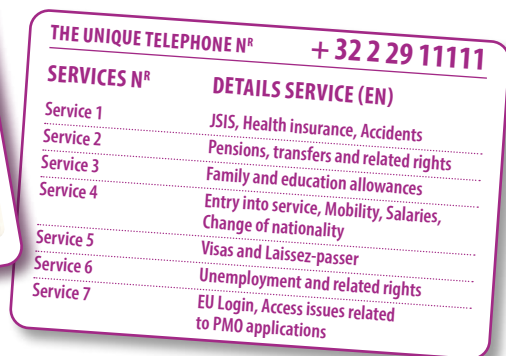 THE UNIQUE TELEPHONE Nᴿ + 32 2 29 11111
SERVICES Nᴿ DETAILS SERVICE (EN)
Service 1 JSIS, Health insurance, Accidents
Service 2 Pensions, transfers and related rights
Service 3 Family and education allowances
Service 4 Entry into service, Mobility, Salaries,
Change of nationality
Service 5 Visas and Laissez-passer
Service 6 Unemployment and related rights
Service 7 EU Login, Access issues related
to PMO applications